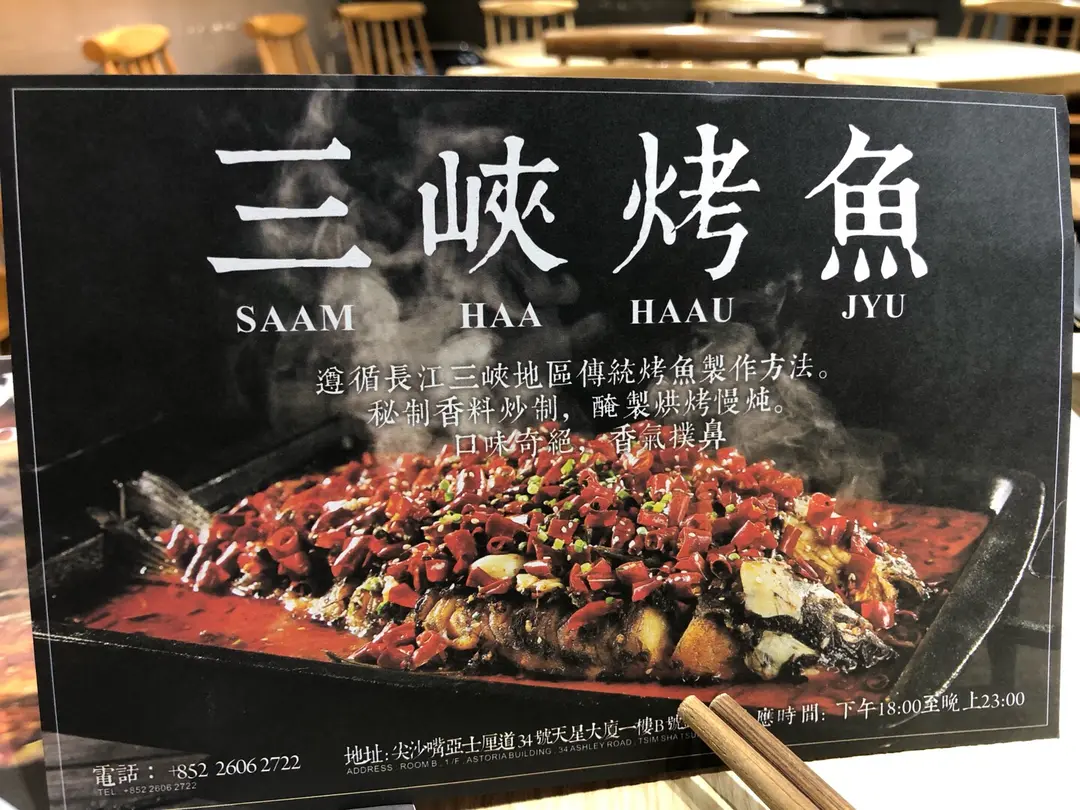 三峽烤魚
SAAM HAA HAAU JYU
遵循長江三峽地區傳統烤魚製作方法。
秘制香料炒制，醃製烘烤慢炖。
口味奇絕，香氣撲鼻
電話：+852 2606 2722
TEL：+852 2606 2722
地址：尖沙嘴亞士厘道34號天星大廈一樓B號
ADDRESS：ROOM B，1/F，ASTORIA BUILDING，34 ASHLEY ROAD，TSIM SHA TSU
應時間：下午18:00至晚上23:00